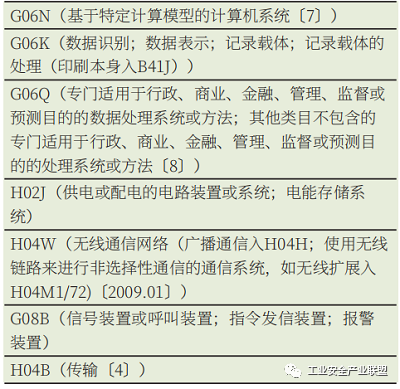 G06N（基于特定计算模型的计算机系统〔7〕）
G06K（数据识别；数据表示；记录载体；记录载体的
处理（印刷本身入B41J））
G06Q（专门适用于行政、商业、金融、管理、监督或
预测目的的数据处理系统或方法；其他类目不包含的
专门适用于行政、商业、金融、管理、监督或预测目
的的处理系统或方法〔8〕）
H02J（供电或配电的电路装置或系统；电能存储系
统）
H04W（无线通信网络（广播通信入H04H；使用无线
链路来进行非选择性通信的通信系统，如无线扩展入
H04M1/72)〔2009.01〕）
G08B（信号装置或呼叫装置；指令发信装置；报警
装置）
H04B（传输〔4〕）
工业安全产业联盟